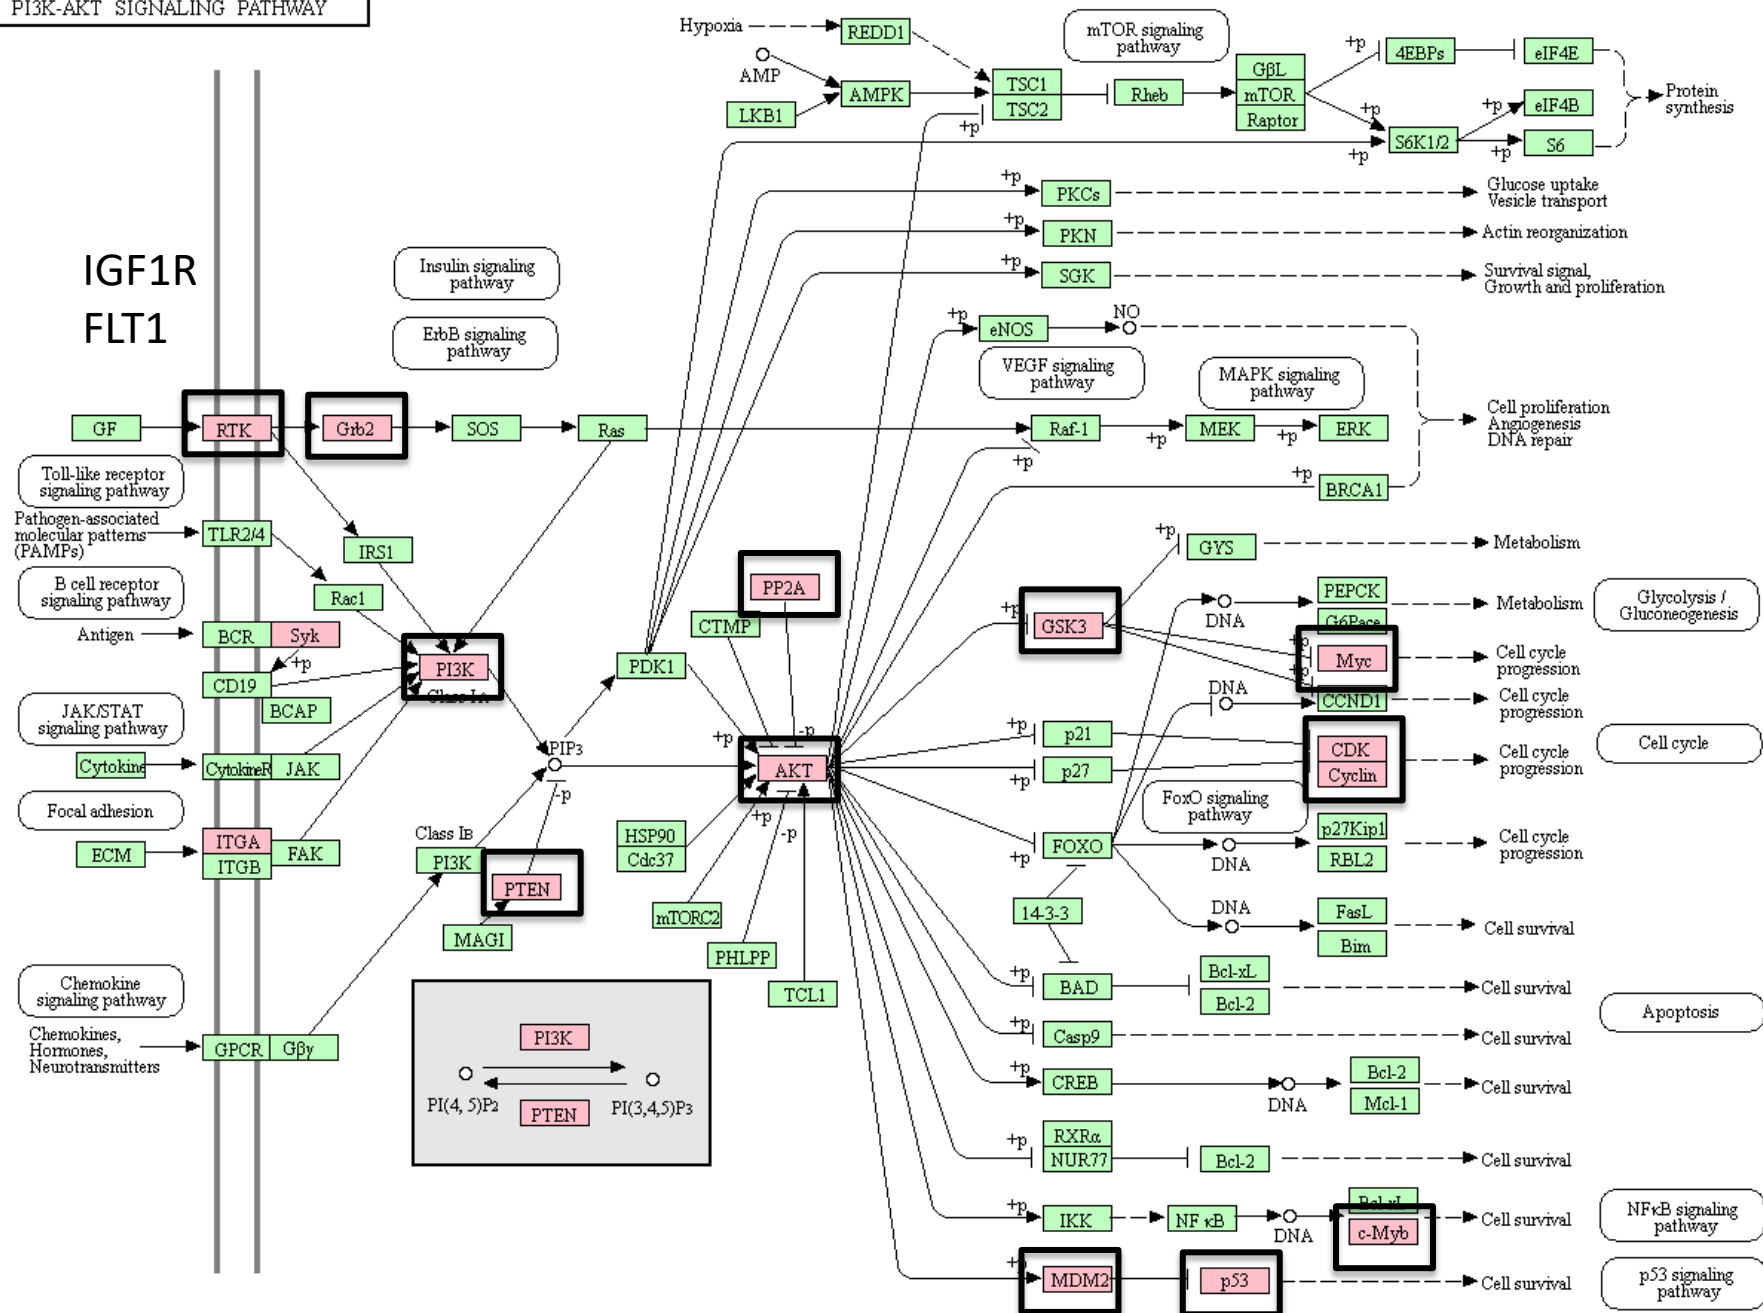 PI3K-AKT SIGNALING PATHWAY
Hypoxia
REDD1
mTOR signaling
pathway
AMP
AMPK
LKB1
TSC1
TSC2
+p
Rheb
GβL
mTOR
Raptor
+p
4EBPs
eIF4E
+p
S6K1/2
+p
+p
eIF4B
+p
S6
Protein
synthesis
+p
PKCs
Glucose uptake
Vesicle transport
+p
PKN
Actin reorganization
+p
SGK
Survival signal,
Growth and proliferation
IGF1R
FLT1
Insulin signaling
pathway
ErbB signaling
pathway
+p
eNOS
NO
VEGF signaling
pathway
MAPK signaling
pathway
GF
RTK
Grb2
SOS
Ras
Raf-1
+p
+p
MEK
+p
ERK
Cell proliferation
Angiogenesis
DNA repair
+p
BRCA1
Toll-like receptor
signaling pathway
Pathogen-associated
molecular patterns
(PAMPs)
TLR2/4
IRS1
Rac1
B cell receptor
signaling pathway
Antigen
BCR
Syk
+p
CD19
BCAP
PI3K
Class IA
PDK1
CTMP
PP2A
+p
GSK3
+p
GYS
Metabolism
DNA
PEPCK
G6Pace
Metabolism
Glycolysis /
Gluconeogenesis
+p
Myc
+p
Cell cycle
progression
DNA
CCND1
Cell cycle
progression
JAK/STAT
signaling pathway
Cytokine
CytokineR
JAK
PIP3
+p
-p
AKT
+p
p21
+p
p27
CDK
Cyclin
Cell cycle
progression
Cell cycle
FoxO signaling
pathway
Focal adhesion
ECM
ITGA
ITGB
FAK
Class IB
PI3K
-p
PTEN
MAGI
HSP90
Cdc37
+p
-p
mTORC2
PHLPP
TCL1
+p
FOXO
DNA
p27Kip1
RBL2
Cell cycle
progression
14-3-3
DNA
FasL
Bim
Cell survival
Chemokine
signaling pathway
Chemokines,
Hormones,
Neurotransmitters
GPCR
Gβγ
PI3K
PI(4, 5)P2
PI(3,4,5)P3
PTEN
+p
BAD
Bcl-xL
Bcl-2
Cell survival
Apoptosis
+p
Casp9
Cell survival
+p
CREB
DNA
Bcl-2
Mcl-1
Cell survival
+p
RXRα
NUR77
Bcl-2
Cell survival
+p
IKK
NFκB
DNA
Bcl-xL
c-Myb
Cell survival
NFκB signaling
pathway
MDM2
p53
Cell survival
p53 signaling
pathway